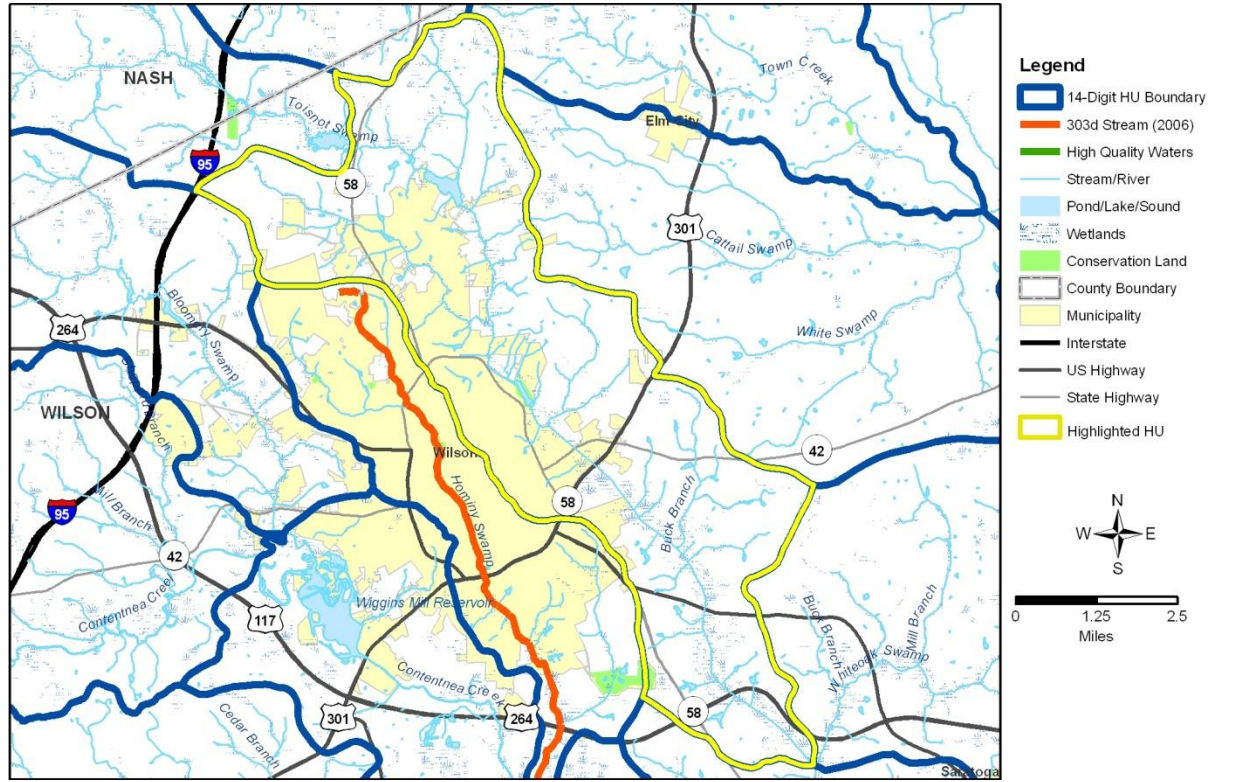 NASH
Tolsnot Swamp
Town Creek
Elm City
95
58
301
Cattail Swamp
Bloomery Swamp
264
White Swamp
WILSON
42
Wilson
Hominy Swamp
58
95
Mill Branch
Buck Branch
42
Contentnea Creek
Wiggins Mill Reservoir
117
Buck Branch
Mill Branch
Whiteoak Swamp
Contentnea Creek
Cedar Branch
301
264
58
Saratoga
Legend
14-Digit HU Boundary
303d Stream (2006)
High Quality Waters
Stream/River
Pond/Lake/Sound
Wetlands
Conservation Land
County Boundary
Municipality
Interstate
US Highway
State Highway
Highlighted HU
N
W E
S
0 1.25 2.5
Miles